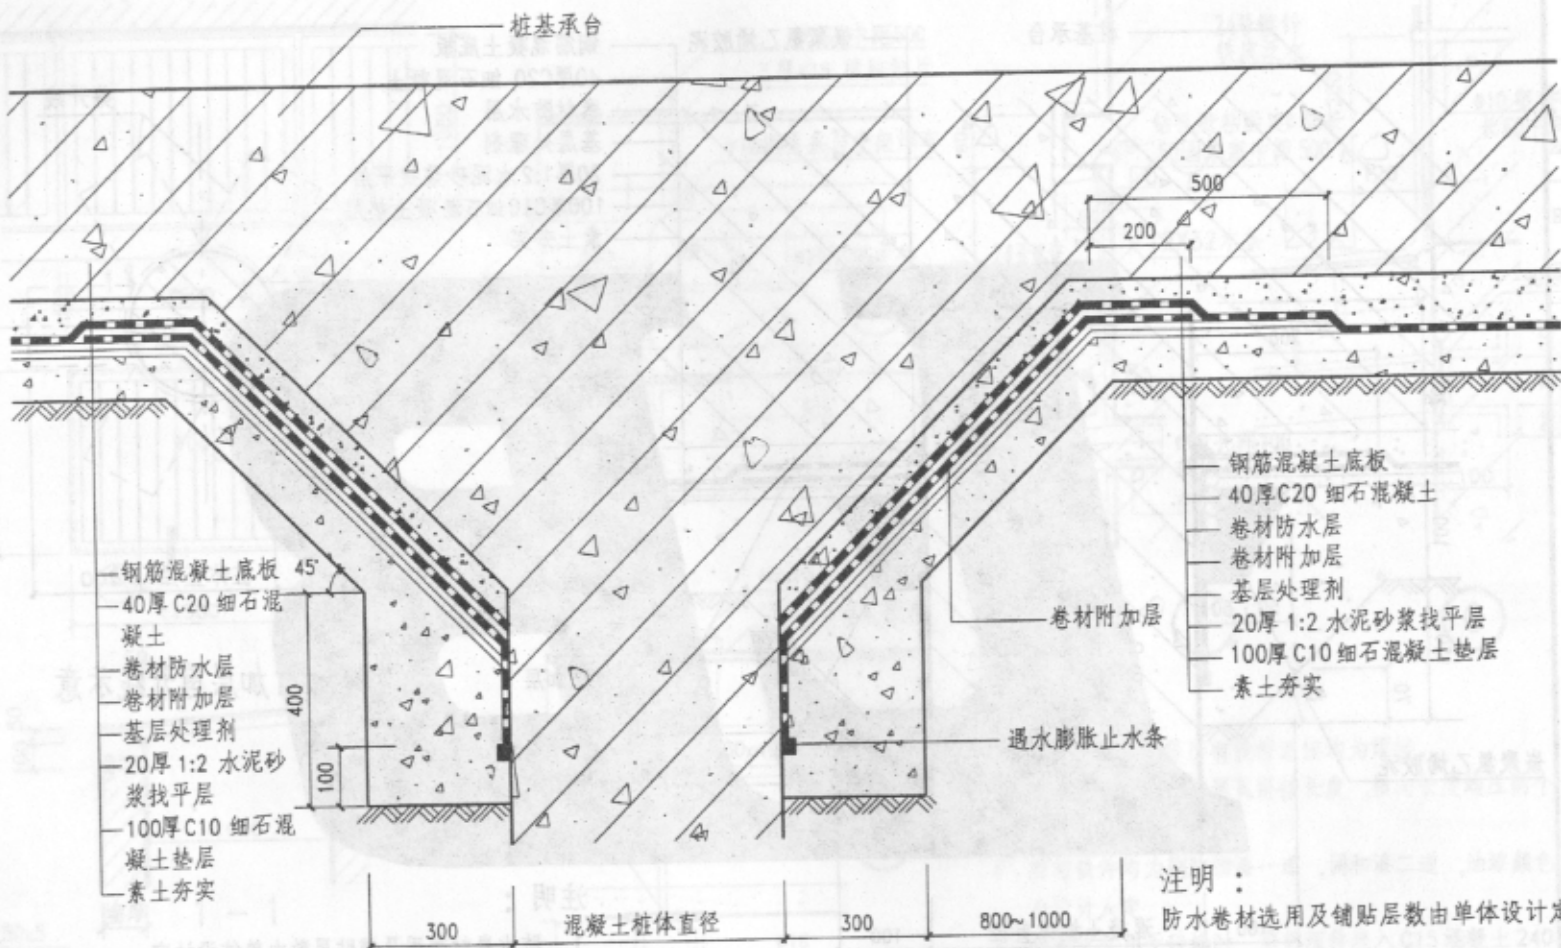 桩基承台
500
200
钢筋混凝土底板
40厚C20 细石混凝土
卷材防水层
卷材附加层
基层处理剂
20厚 1:2 水泥砂浆找平层
100厚 C10 细石混凝土垫层
素土夯实
钢筋混凝土底板
40厚 C20 细石混
凝土
卷材防水层
卷材附加层
基层处理剂
20厚 1:2 水泥砂
浆找平层
100厚 C10 细石混
凝土垫层
素土夯实
45°
400
100
卷材附加层
遇水膨胀止水条
300
混凝土桩体直径
300
800~1000
注明：
防水卷材选用及铺贴层数由单体设计定